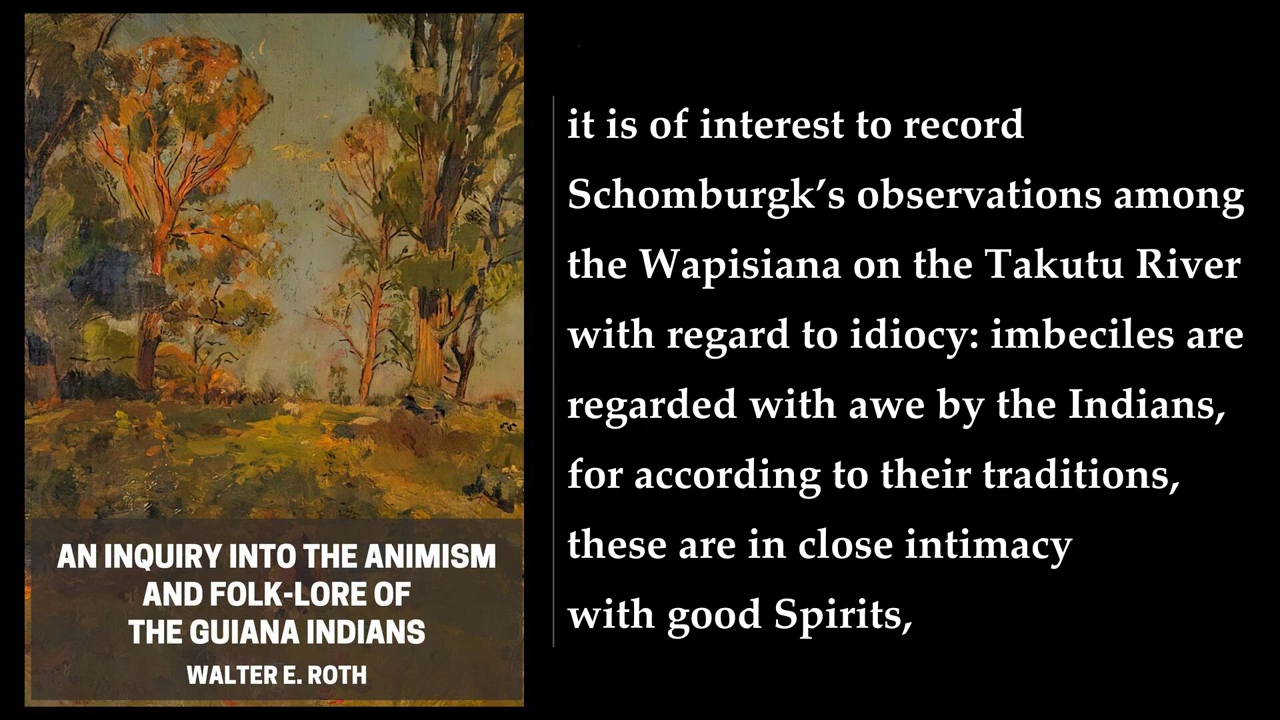 AN INQUIRY INTO THE ANIMISM
AND FOLK-LORE OF
THE GUIANA INDIANS
WALTER E. ROTH
it is of interest to record
Schomburgk’s observations among
the Wapisiana on the Takutu River
with regard to idiocy: imbeciles are
regarded with awe by the Indians,
for according to their traditions,
these are in close intimacy
with good Spirits,